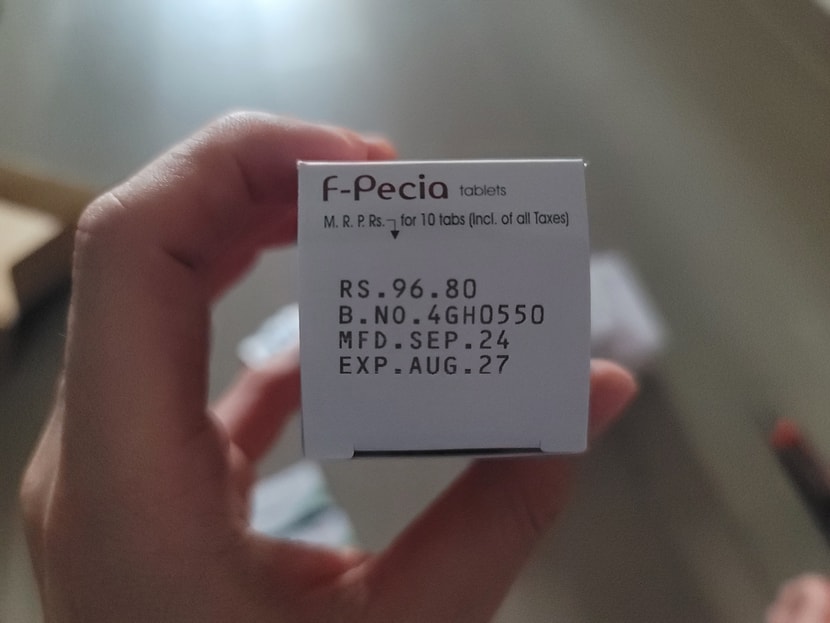 F-Pecia tablets
M. R. P. Rs. for 10 tabs (Incl. of all Taxes)
RS.96.80
B.NO.4GH0550
MFD.SEP.24
EXP.AUG.27